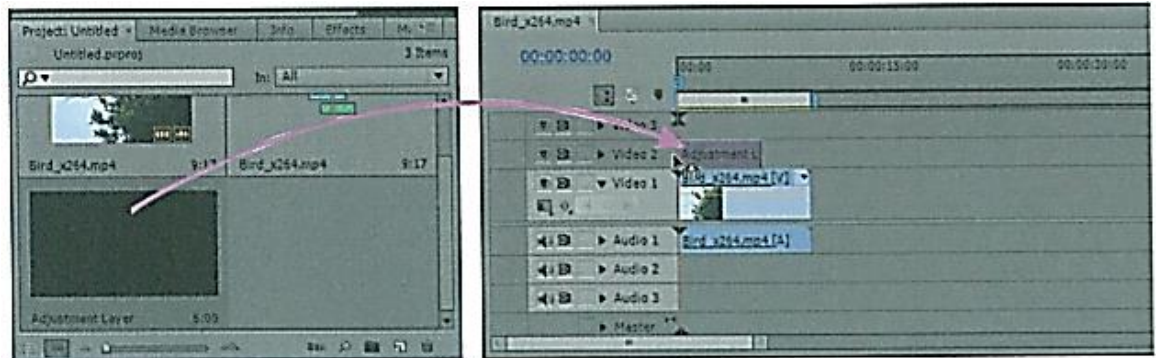 Project: Untitled
Media Browser
Info
Effects
Untitled.prproj
3 Items
In: All
Bird_x264.mp4 9:17
Bird_x264.mp4 9:17
Adjustment Layer 5:00
Bird_x264.mp4
00:00:00:00
00:00
00:00:15:00
00:00:30:00
Video 3
Video 2
Adjustment L
Video 1
Bird_x264.mp4 [V]
Audio 1
Bird_x264.mp4 [A]
Audio 2
Audio 3
Master